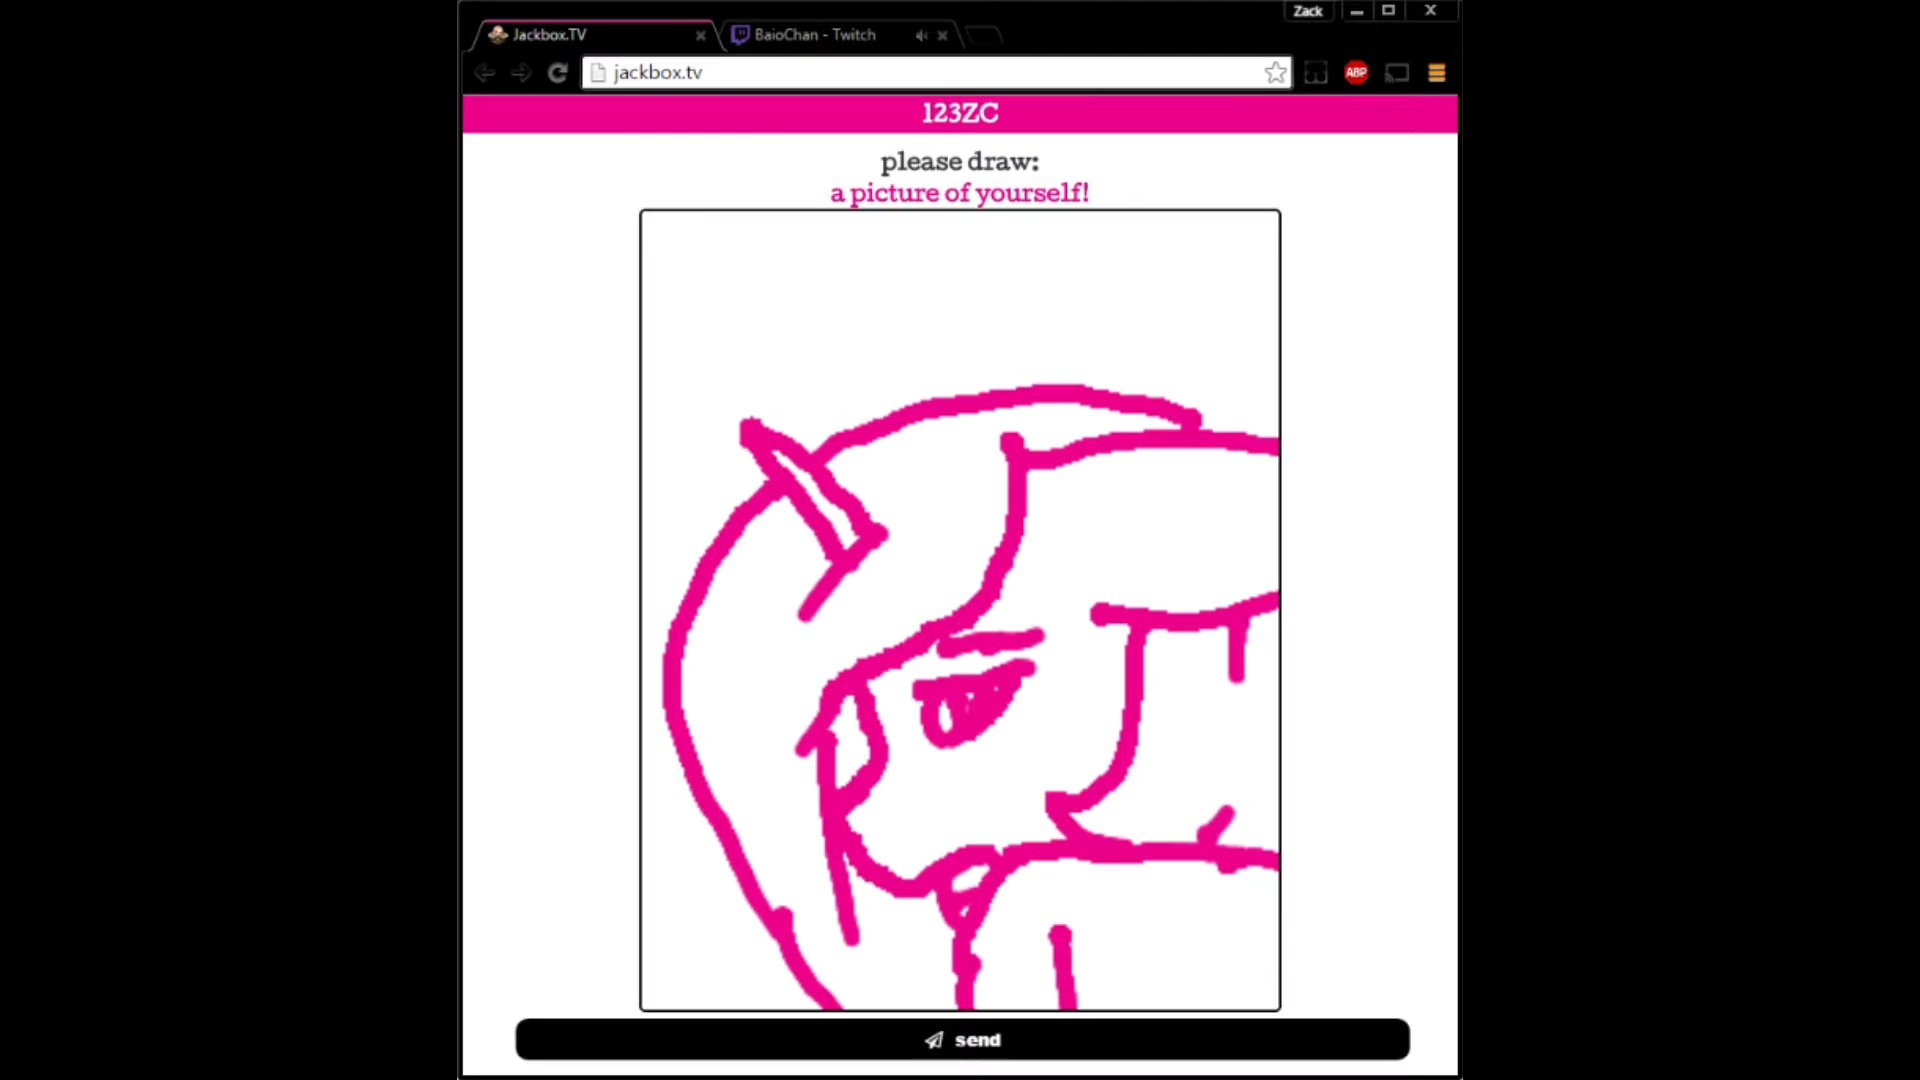 Zack
Jackbox.TV
BaioChan - Twitch
jackbox.tv
ABP
123ZC
please draw:
a picture of yourself!
send